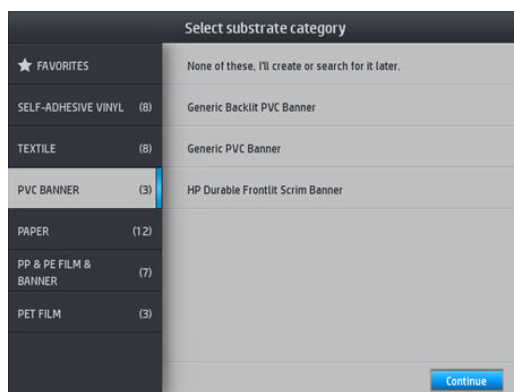 Select substrate category
FAVORITES
SELF-ADHESIVE VINYL (8)
TEXTILE (8)
PVC BANNER (3)
PAPER (12)
PP & PE FILM &
BANNER (7)
PET FILM (3)
None of these, I'll create or search for it later.
Generic Backlit PVC Banner
Generic PVC Banner
HP Durable Frontlit Scrim Banner
Continue